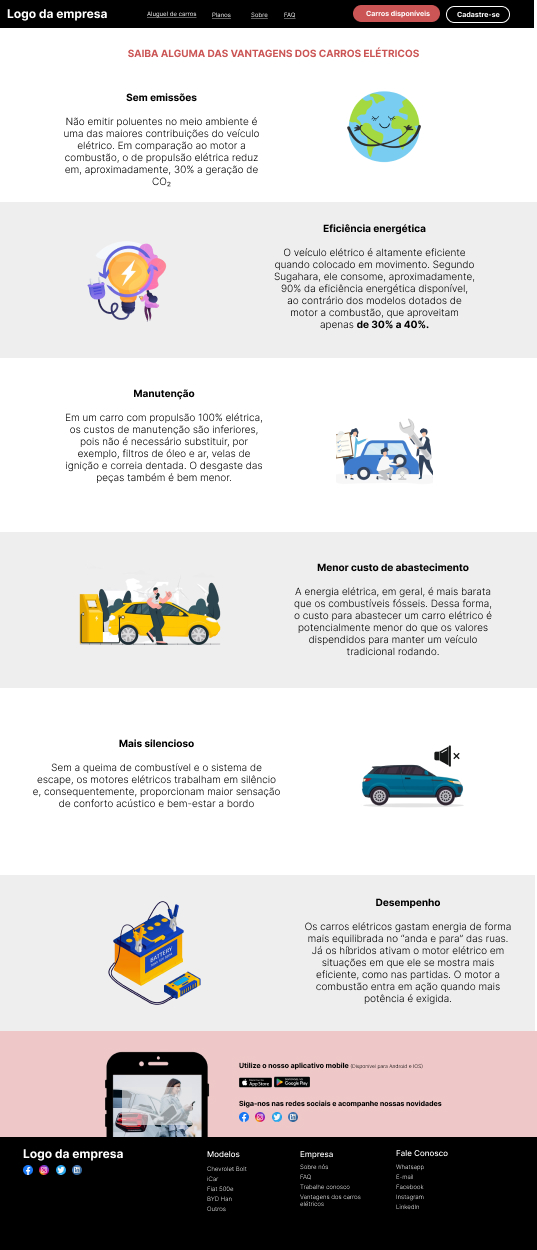 Logo da empresa
Aluguel de carros
Planos
Sobre
FAQ
Carros disponíveis
Cadastre-se
SAIBA ALGUMA DAS VANTAGENS DOS CARROS ELÉTRICOS
Sem emissões
Não emitir poluentes no meio ambiente é
uma das maiores contribuições do veículo
elétrico. Em comparação ao motor a
combustão, o de propulsão elétrica reduz
em, aproximadamente, 30% a geração de
CO₂
Eficiência energética
O veículo elétrico é altamente eficiente
quando colocado em movimento. Segundo
Sugahara, ele consome, aproximadamente,
90% da eficiência energética disponível,
ao contrário dos modelos dotados de
motor a combustão, que aproveitam
apenas de 30% a 40%.
Manutenção
Em um carro com propulsão 100% elétrica,
os custos de manutenção são inferiores,
pois não é necessário substituir, por
exemplo, filtros de óleo e ar, velas de
ignição e correia dentada. O desgaste das
peças também é bem menor.
Menor custo de abastecimento
A energia elétrica, em geral, é mais barata
que os combustíveis fósseis. Dessa forma,
o custo para abastecer um carro elétrico é
potencialmente menor do que os valores
dispendidos para manter um veículo
tradicional rodando.
Mais silencioso
Sem a queima de combustível e o sistema de
escape, os motores elétricos trabalham em silêncio
e, consequentemente, proporcionam maior sensação
de conforto acústico e bem-estar a bordo
BATTERY
Desempenho
Os carros elétricos gastam energia de forma
mais equilibrada no "anda e para" das ruas.
Já os híbridos ativam o motor elétrico em
situações em que ele se mostra mais
eficiente, como nas partidas. O motor a
combustão entra em ação quando mais
potência é exigida.
Utilize o nosso aplicativo mobile (Disponível para Android e IOS)
App Store
Google Play
Siga-nos nas redes sociais e acompanhe nossas novidades
Logo da empresa
Modelos
Chevrolet Bolt
iCar
Fiat 500e
BYD Han
Outros
Empresa
Sobre nós
FAQ
Trabalhe conosco
Vantagens dos carros
elétricos
Fale Conosco
Whatsapp
E-mail
Facebook
Instagram
LinkedIn